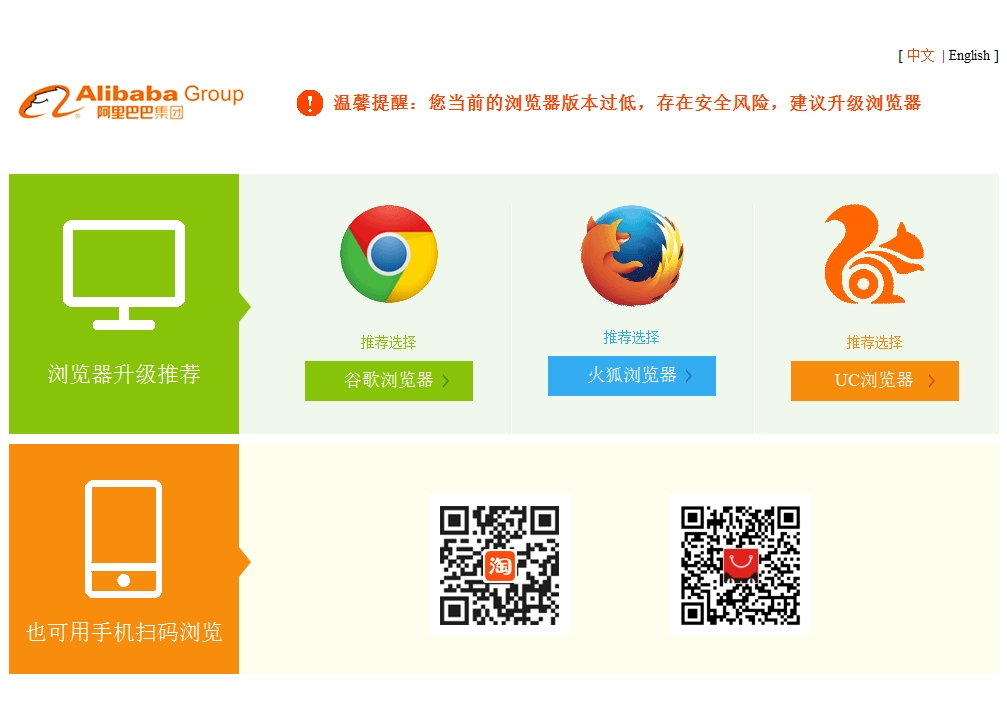 [ 中文 | English ]
Alibaba Group
阿里巴巴集团
温馨提醒：您当前的浏览器版本过低，存在安全风险，建议升级浏览器
浏览器升级推荐
推荐选择
谷歌浏览器
推荐选择
火狐浏览器
推荐选择
UC浏览器
也可用手机扫码浏览
淘